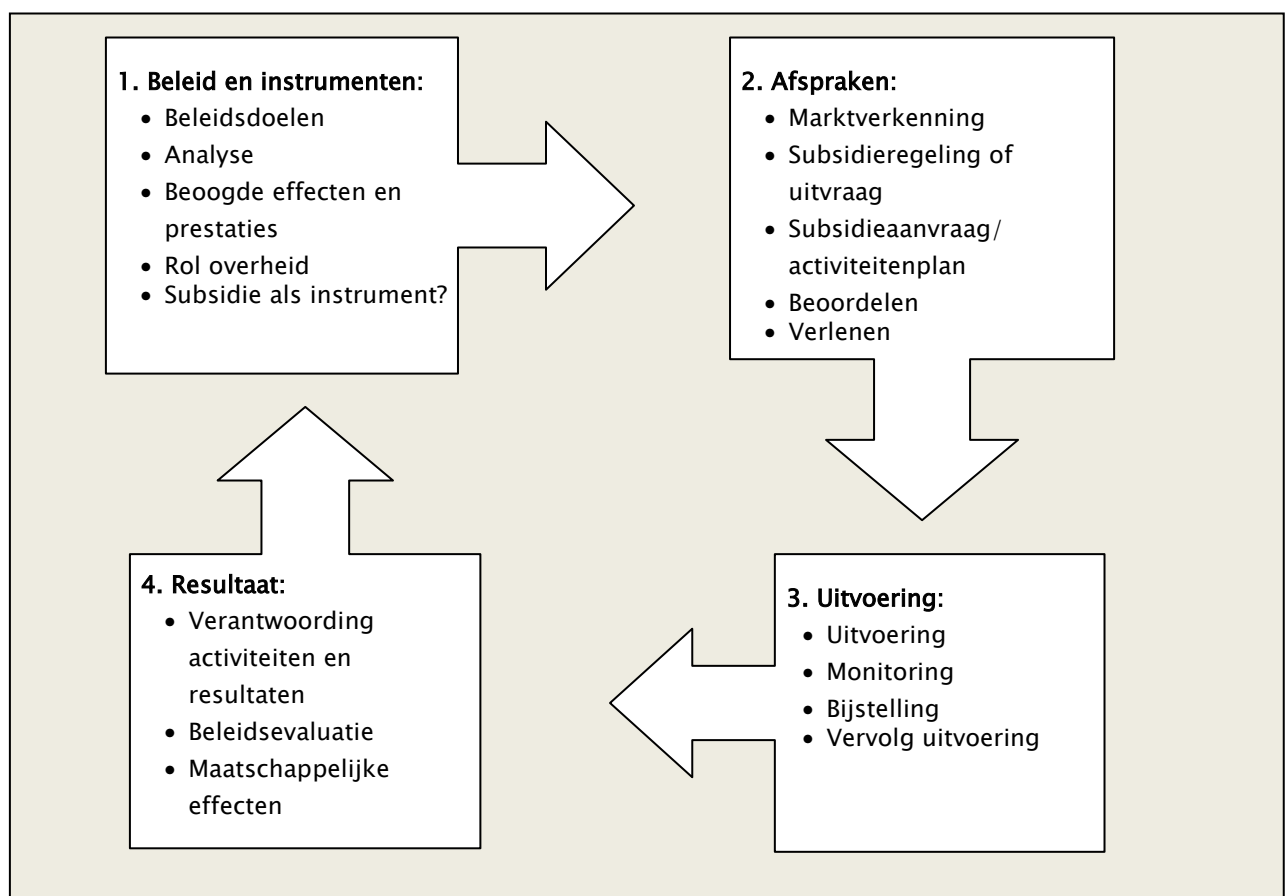 1. Beleid en instrumenten:
• Beleidsdoelen
• Analyse
• Beoogde effecten en
prestaties
• Rol overheid
• Subsidie als instrument?
2. Afspraken:
• Marktverkenning
• Subsidieregeling of
uitvraag
• Subsidieaanvraag/
activiteitenplan
• Beoordelen
• Verlenen
3. Uitvoering:
• Uitvoering
• Monitoring
• Bijstelling
• Vervolg uitvoering
4. Resultaat:
• Verantwoording
activiteiten en
resultaten
• Beleidsevaluatie
• Maatschappelijke
effecten